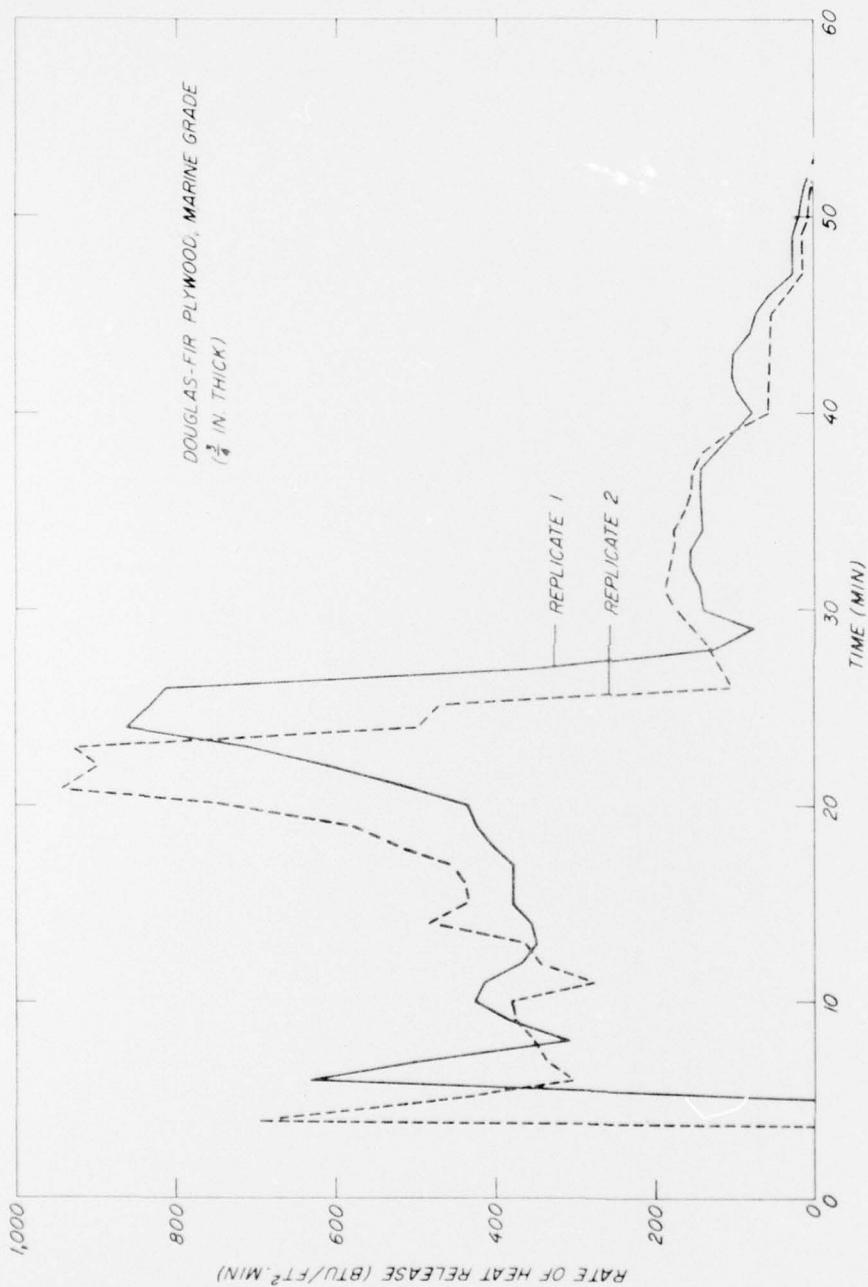 DOUGLAS-FIR PLYWOOD, MARINE GRADE
(3/4 IN. THICK)
REPLICATE 1
REPLICATE 2
RATE OF HEAT RELEASE (BTU/FT². MIN)
1,000
800
600
400
200
0
0
10
20
30
40
50
60
TIME (MIN)